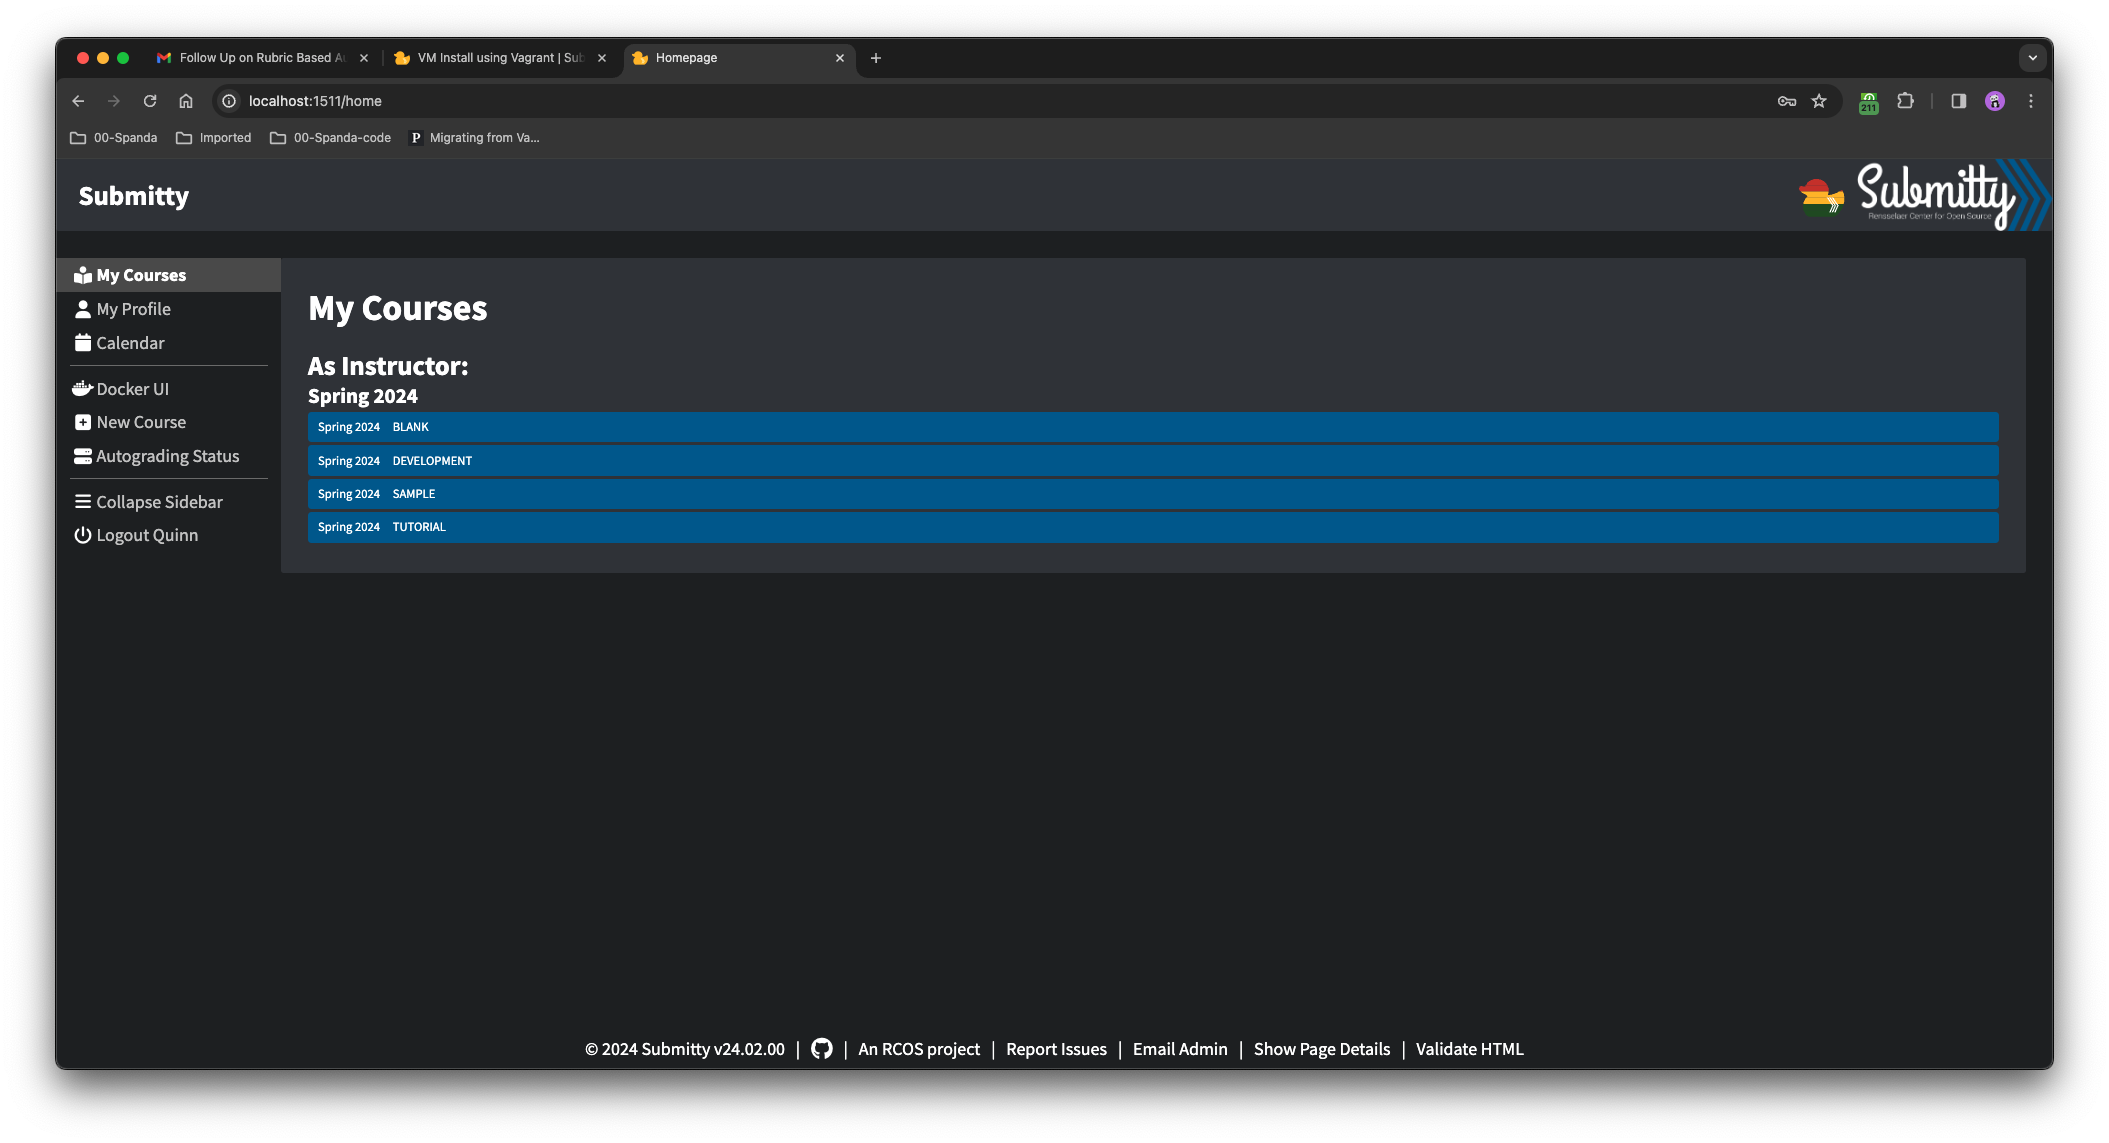 Follow Up on Rubric Based A
VM Install using Vagrant | Sub
Homepage
localhost:1511/home
211
00-Spanda
Imported
00-Spanda-code
P
Migrating from Va...
Submitty
Submitty
Rensselaer Center for Open Source
My Courses
My Profile
Calendar
Docker UI
New Course
Autograding Status
Collapse Sidebar
Logout Quinn
My Courses
As Instructor:
Spring 2024
Spring 2024 BLANK
Spring 2024 DEVELOPMENT
Spring 2024 SAMPLE
Spring 2024 TUTORIAL
© 2024 Submitty v24.02.00 | | An RCOS project | Report Issues | Email Admin | Show Page Details | Validate HTML